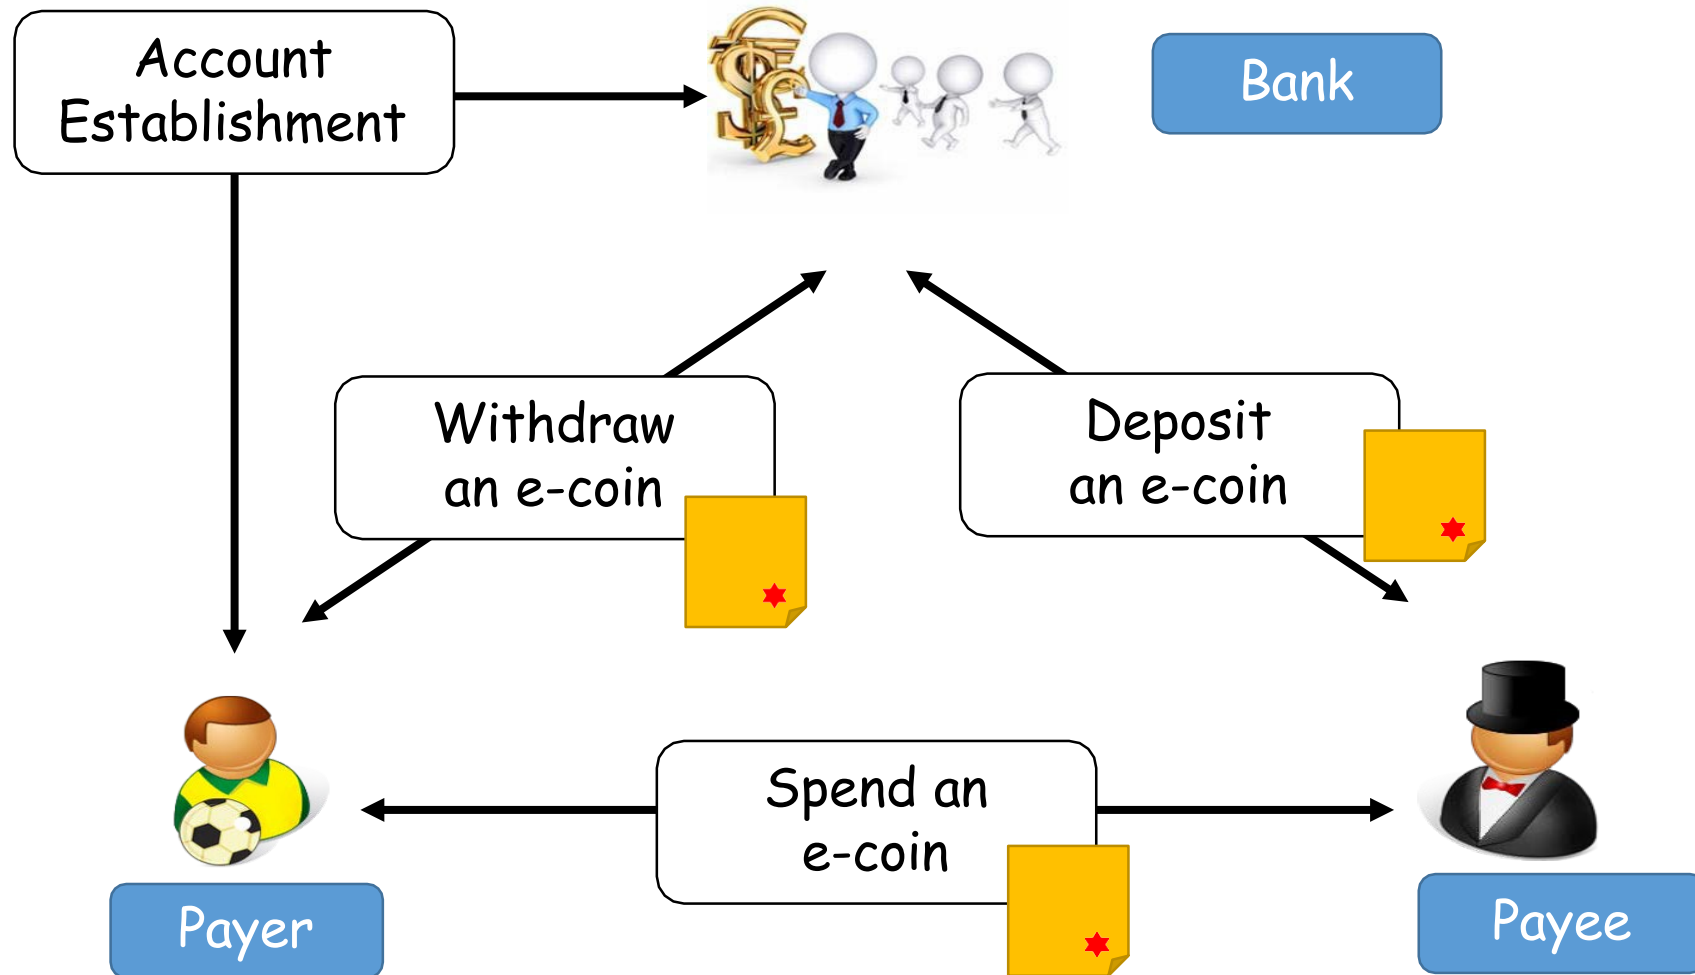 Account
Establishment
Bank
Withdraw
an e-coin
Deposit
an e-coin
Spend an
e-coin
Payer
Payee